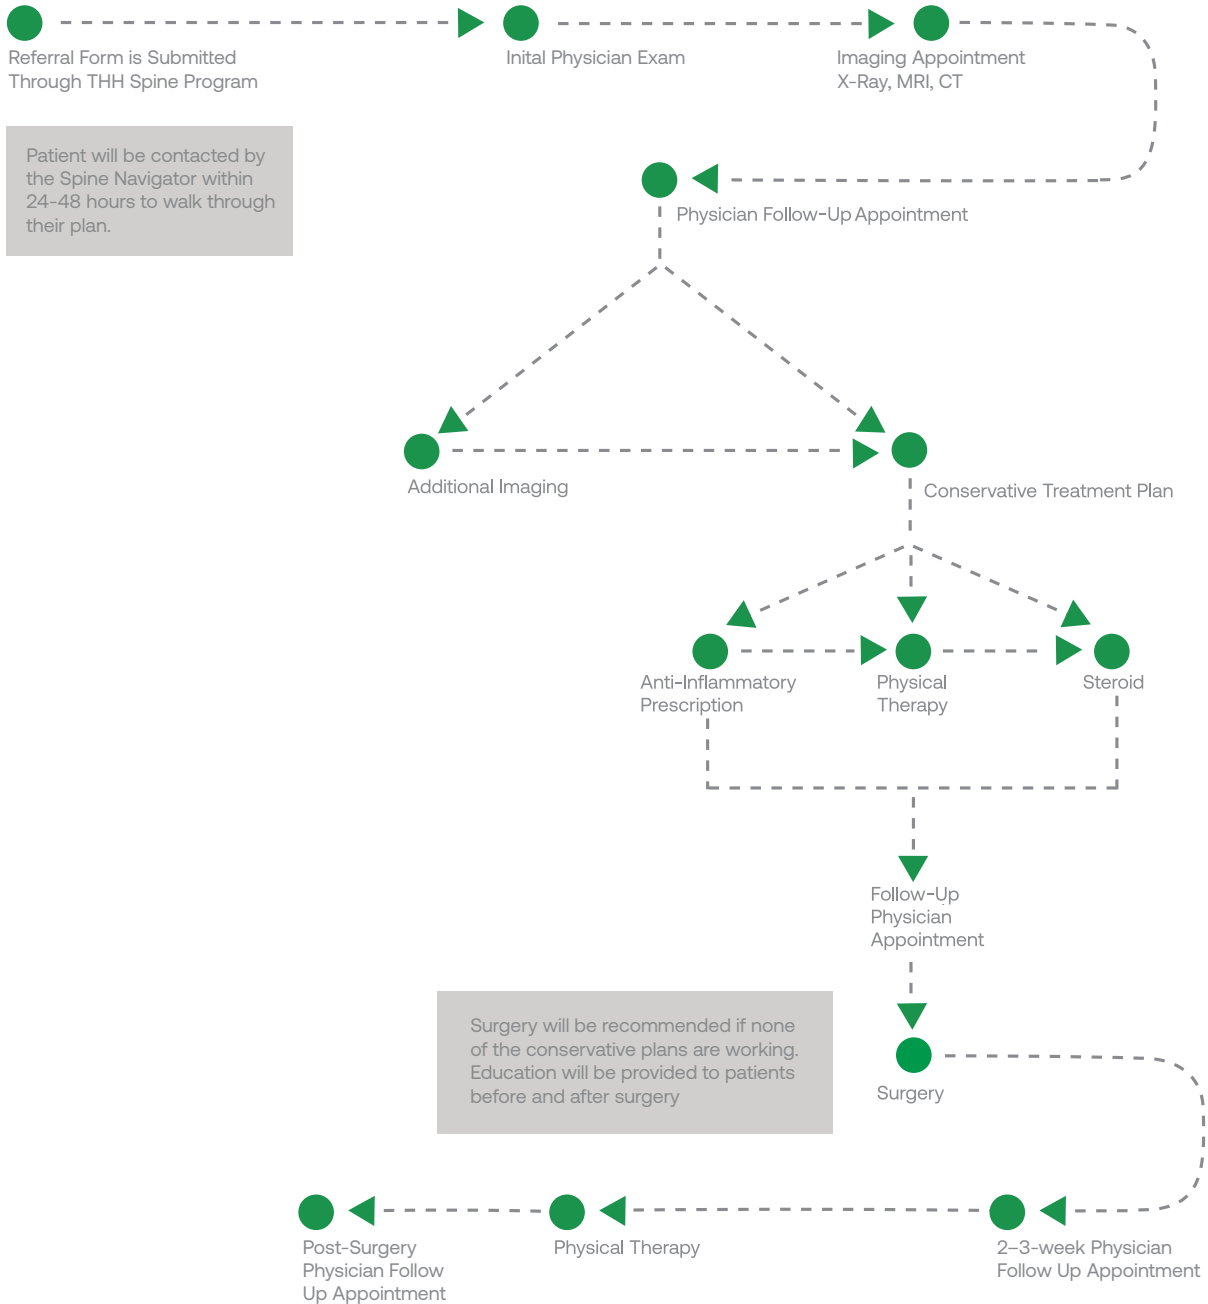 Referral Form is Submitted
Through THH Spine Program
Inital Physician Exam
Imaging Appointment
X-Ray, MRI, CT
Patient will be contacted by
the Spine Navigator within
24-48 hours to walk through
their plan.
Physician Follow-Up Appointment
Additional Imaging
Conservative Treatment Plan
Anti-Inflammatory
Prescription
Physical
Therapy
Steroid
Follow-Up
Physician
Appointment
Surgery will be recommended if none
of the conservative plans are working.
Education will be provided to patients
before and after surgery
Surgery
Post-Surgery
Physician Follow
Up Appointment
Physical Therapy
2–3-week Physician
Follow Up Appointment